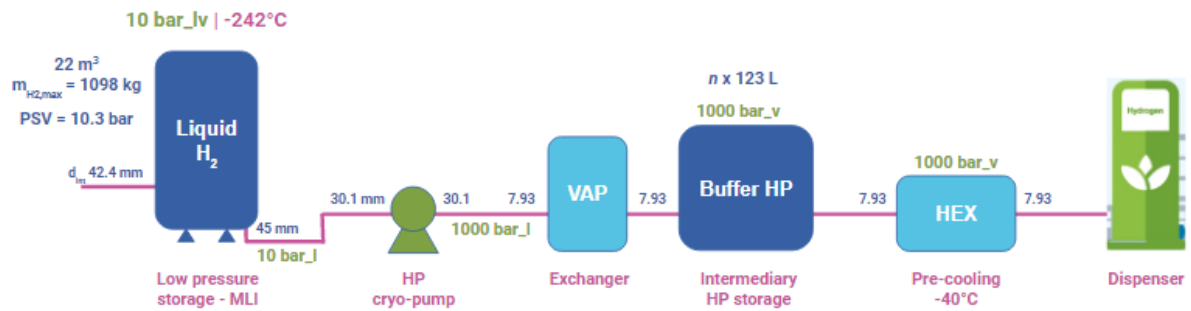 10 bar_lv | -242°C
22 m³
m_H2,max = 1098 kg
PSV = 10.3 bar
Liquid
H₂
d_int 42.4 mm
45 mm
10 bar_l
Low pressure
storage - MLI
30.1 mm
30.1
HP
cryo-pump
7.93
1000 bar_l
VAP
Exchanger
7.93
n x 123 L
1000 bar_v
Buffer HP
Intermediary
HP storage
7.93
1000 bar_v
HEX
Pre-cooling
-40°C
7.93
Hydrogen
Dispenser